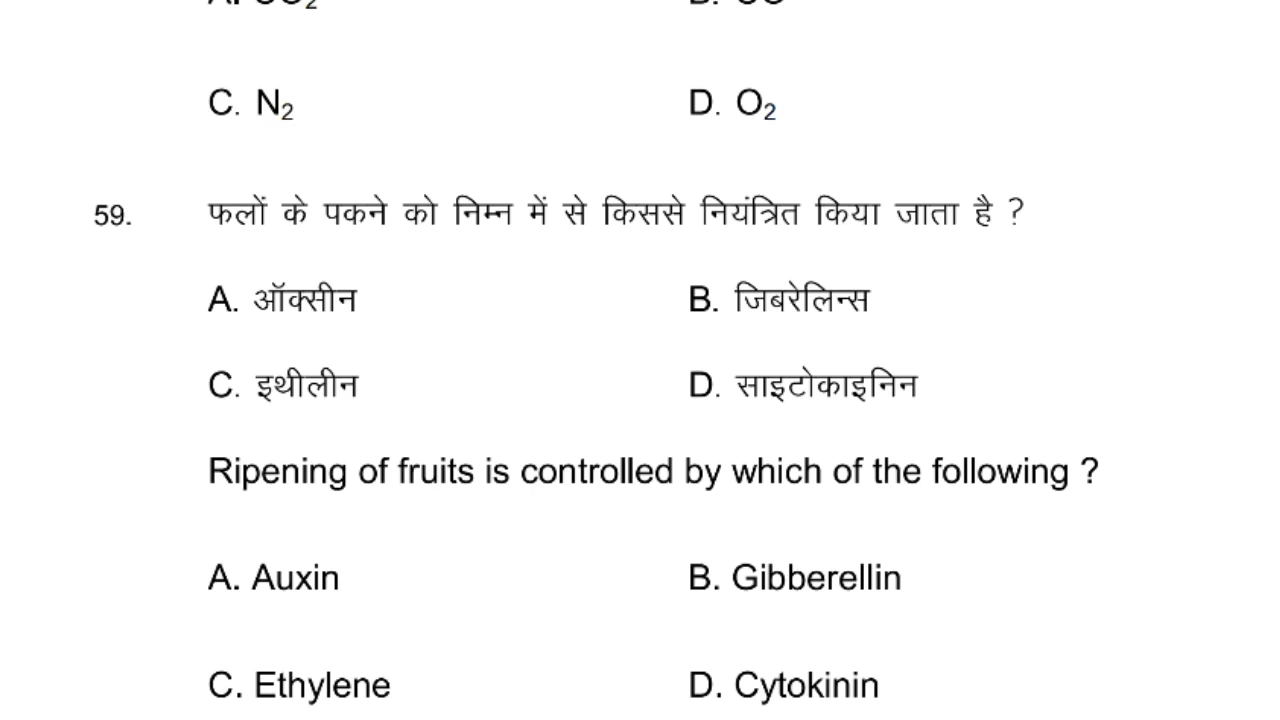 C. N₂ D. O₂
59. फलों के पकने को निम्न में से किससे नियंत्रित किया जाता है ?
A. ऑक्सीन B. जिबरेलिन्स
C. इथीलीन D. साइटोकाइनिन
Ripening of fruits is controlled by which of the following ?
A. Auxin B. Gibberellin
C. Ethylene D. Cytokinin